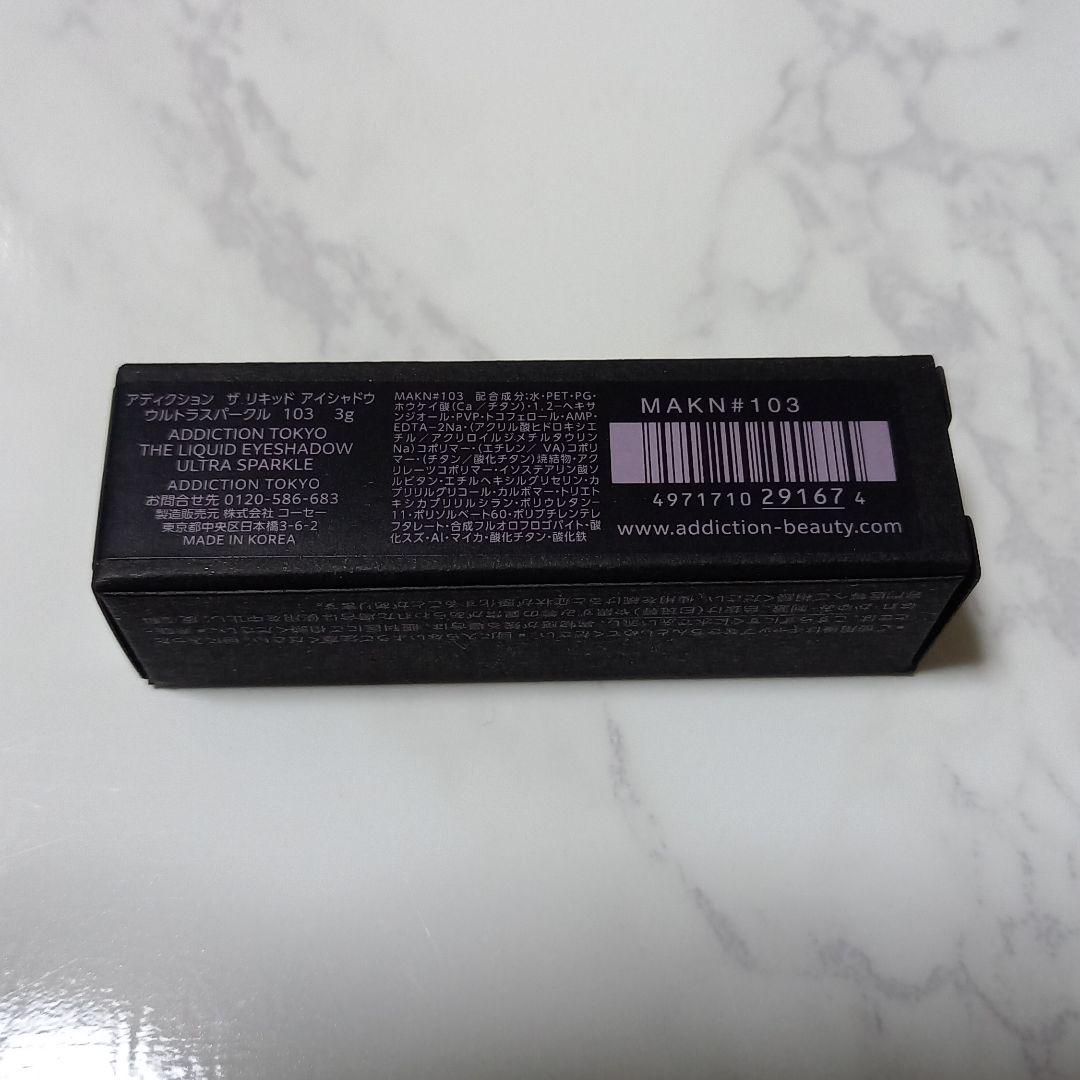 アディクション ザ リキッド アイシャドウ
ウルトラスパークル 103 3g
ADDICTION TOKYO
THE LIQUID EYESHADOW
ULTRA SPARKLE
ADDICTION TOKYO
お問合せ先 0120-586-683
製造販売元 株式会社 コーセー
東京都中央区日本橋3-6-2
MADE IN KOREA
MAKN#103 配合成分:水・PET・PG・
ホウケイ酸(Ca/チタン)・1,2-ヘキサ
ンジオール・PVP・トコフェロール・AMP・
EDTA-2Na・(アクリル酸ヒドロキシエ
チル/アクリロイルジメチルタウリン
Na)コポリマー・(エチレン/VA)コポリ
マー・(チタン/酸化チタン)焼結物・アク
リレーツコポリマー・イソステアリン酸ソ
ルビタン・エチルヘキシルグリセリン・カ
プリリルグリコール・カルボマー・トリエト
キシカプリリルシラン・ポリウレタン-
11・ポリソルベート60・ポリブチレンテレ
フタレート・合成フルオロフロゴパイト・酸
化スズ・Al・マイカ・酸化チタン・酸化鉄
MAKN#103
4971710 29167 4
www.addiction-beauty.com